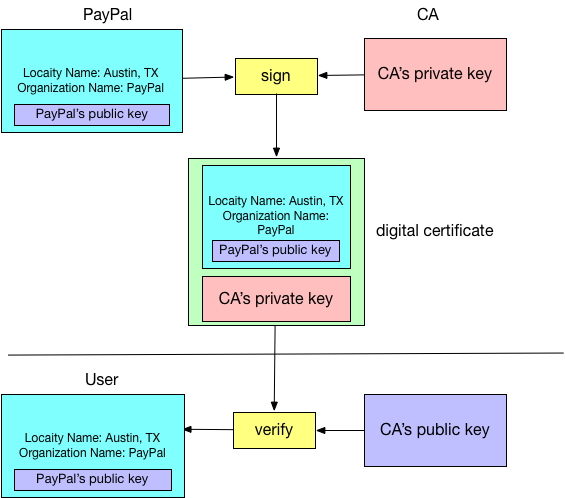 PayPal
CA
Locaity Name: Austin, TX
Organization Name: PayPal
PayPal's public key
sign
CA's private key
Locaity Name: Austin, TX
Organization Name:
PayPal
PayPal's public key
CA's private key
digital certificate
User
Locaity Name: Austin, TX
Organization Name: PayPal
PayPal's public key
verify
CA's public key